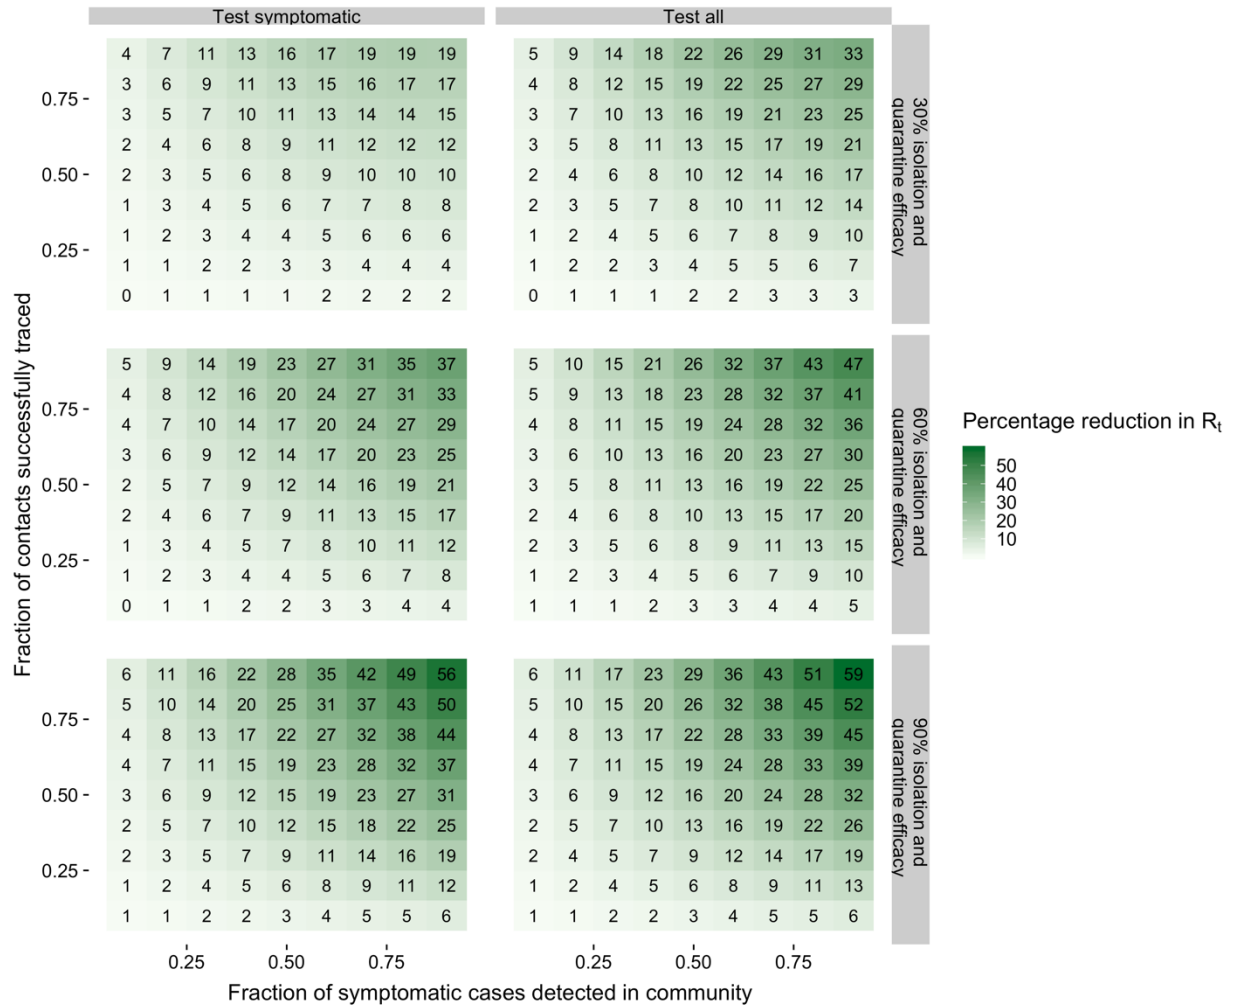 Test symptomatic
Test all
4 7 11 13 16 17 19 19 19
3 6 9 11 13 15 16 17 17
3 5 7 10 11 13 14 14 15
2 4 6 8 9 11 12 12 12
2 3 5 6 8 9 10 10 10
1 3 4 5 6 7 7 8 8
1 2 3 4 4 5 6 6 6
1 1 2 2 3 3 4 4 4
0 1 1 1 1 2 2 2 2
5 9 14 18 22 26 29 31 33
4 8 12 15 19 22 25 27 29
3 7 10 13 16 19 21 23 25
3 5 8 11 13 15 17 19 21
2 4 6 8 10 12 14 16 17
2 3 5 7 8 10 11 12 14
1 2 4 5 6 7 8 9 10
1 2 2 3 4 5 5 6 7
0 1 1 1 2 2 3 3 3
0.75
0.50
0.25
30% isolation and
quarantine efficacy
5 9 14 19 23 27 31 35 37
4 8 12 16 20 24 27 31 33
4 7 10 14 17 20 24 27 29
3 6 9 12 14 17 20 23 25
2 5 7 9 12 14 16 19 21
2 4 6 7 9 11 13 15 17
1 3 4 5 7 8 10 11 12
1 2 3 4 4 5 6 7 8
0 1 1 2 2 3 3 4 4
5 10 15 21 26 32 37 43 47
5 9 13 18 23 28 32 37 41
4 8 11 15 19 24 28 32 36
3 6 10 13 16 20 23 27 30
3 5 8 11 13 16 19 22 25
2 4 6 8 10 13 15 17 20
2 3 5 6 8 9 11 13 15
1 2 3 4 5 6 7 9 10
1 1 1 2 3 3 4 4 5
0.75
0.50
0.25
60% isolation and
quarantine efficacy
6 11 16 22 28 35 42 49 56
5 10 14 20 25 31 37 43 50
4 8 13 17 22 27 32 38 44
4 7 11 15 19 23 28 32 37
3 6 9 12 15 19 23 27 31
2 5 7 10 12 15 18 22 25
2 3 5 7 9 11 14 16 19
1 2 4 5 6 8 9 11 12
1 1 2 2 3 4 5 5 6
6 11 17 23 29 36 43 51 59
5 10 15 20 26 32 38 45 52
4 8 13 17 22 28 33 39 45
4 7 11 15 19 24 28 33 39
3 6 9 12 16 20 24 28 32
2 5 7 10 13 16 19 22 26
2 4 5 7 9 12 14 17 19
1 2 4 5 6 8 9 11 13
1 1 2 2 3 4 5 5 6
0.75
0.50
0.25
90% isolation and
quarantine efficacy
0.25 0.50 0.75
0.25 0.50 0.75
Fraction of symptomatic cases detected in community
Fraction of contacts successfully traced
Percentage reduction in Rt
50
40
30
20
10